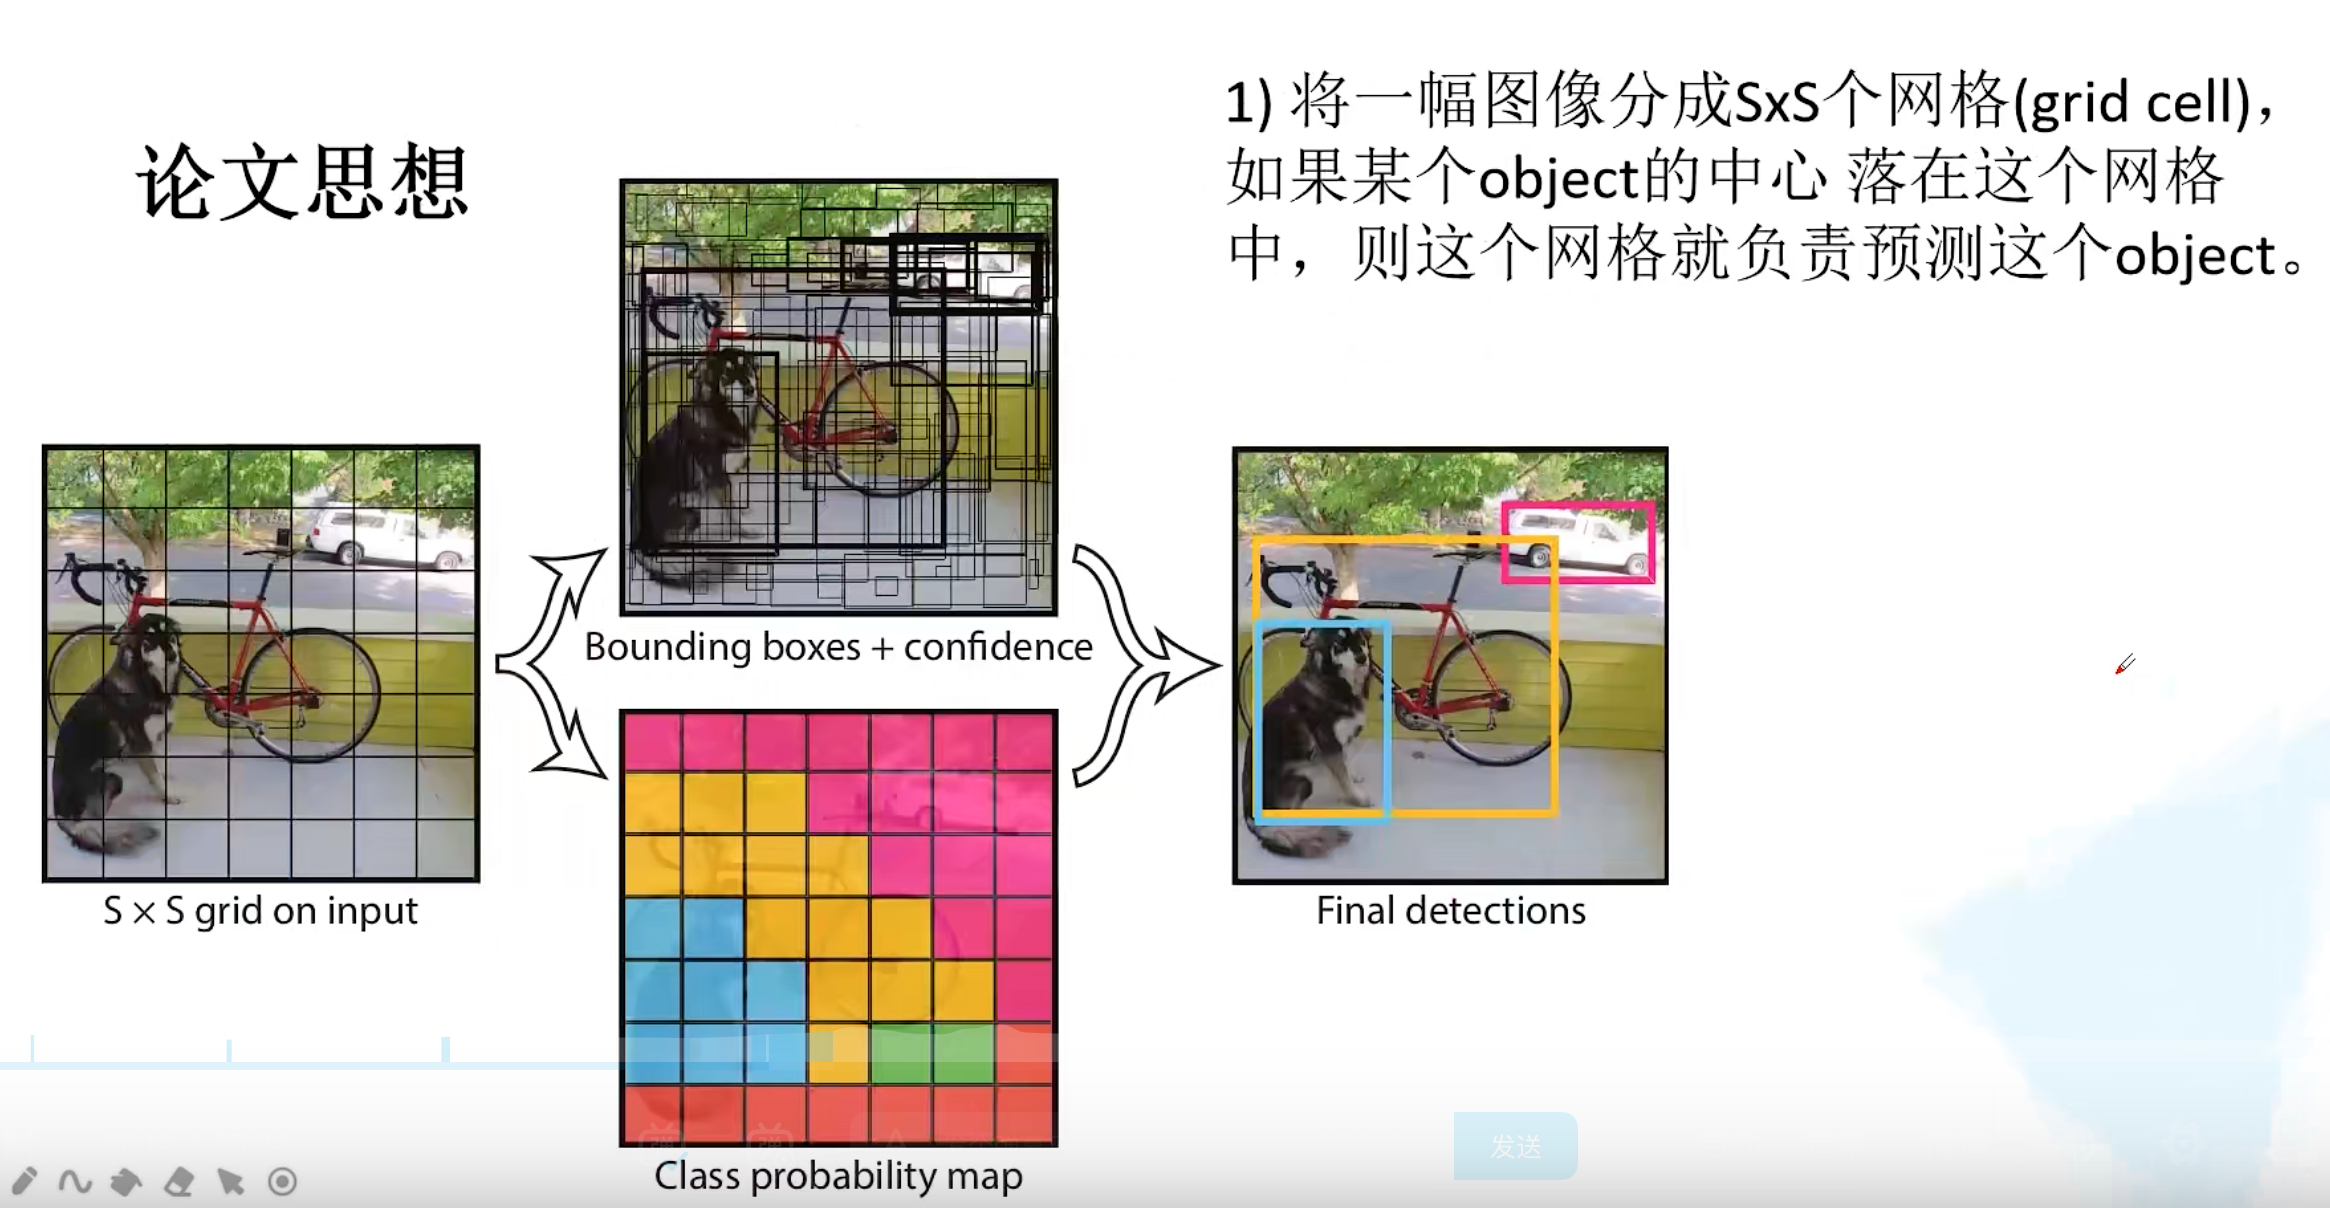 论文思想
1) 将一幅图像分成SxS个网格(grid cell)，
如果某个object的中心 落在这个网格
中，则这个网格就负责预测这个object。
Bounding boxes + confidence
S × S grid on input
Final detections
Class probability map
发送